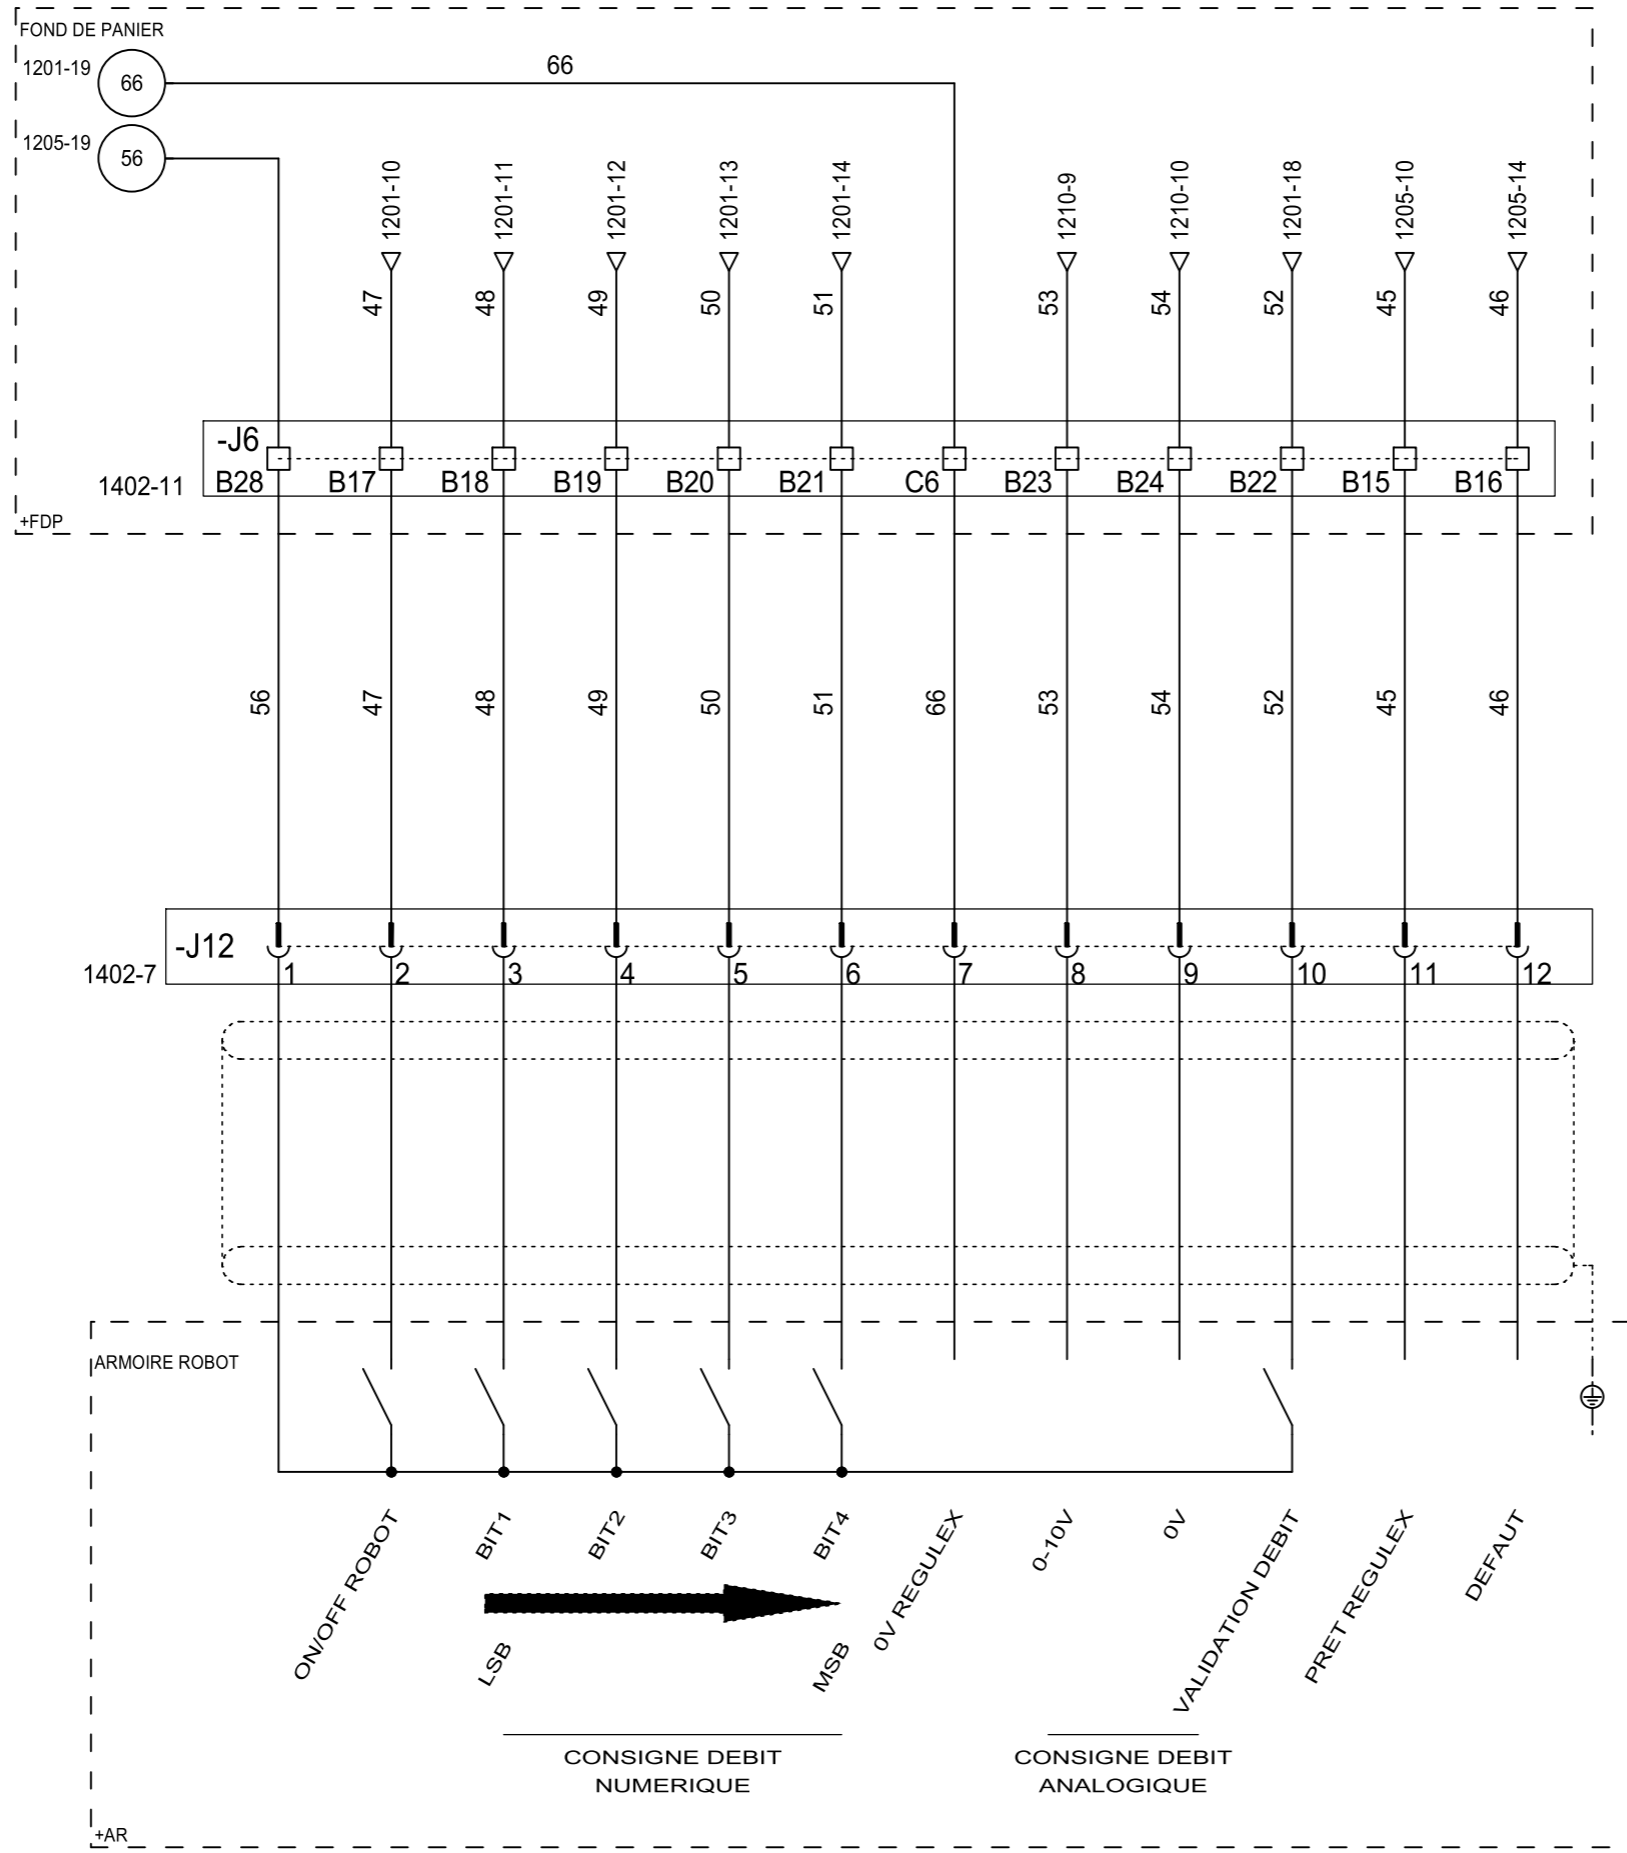 FOND DE PANIER
1201-19
66
66
1205-19
56
1201-10
1201-11
1201-12
1201-13
1201-14
1210-9
1210-10
1201-18
1205-10
1205-14
47
48
49
50
51
53
54
52
45
46
-J6
1402-11
B28
B17
B18
B19
B20
B21
C6
B23
B24
B22
B15
B16
+FDP
56
47
48
49
50
51
66
53
54
52
45
46
-J12
1402-7
1
2
3
4
5
6
7
8
9
10
11
12
ARMOIRE ROBOT
ON/OFF ROBOT
BIT1
BIT2
BIT3
BIT4
0V REGULEX
0-10V
0V
VALIDATION DEBIT
PRET REGULEX
DEFAUT
LSB
MSB
CONSIGNE DEBIT
NUMERIQUE
CONSIGNE DEBIT
ANALOGIQUE
+AR